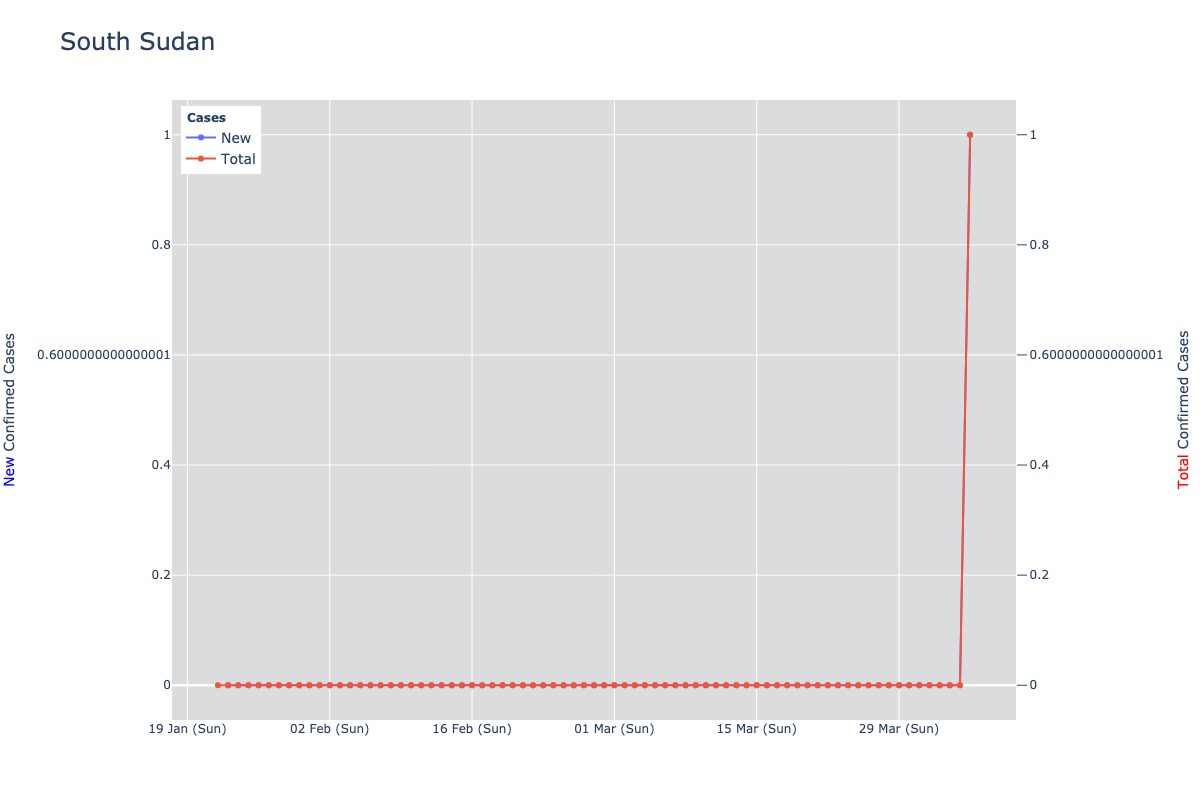 South Sudan
Cases
New
Total
1
0.8
0.6000000000000001
0.4
0.2
0
1
0.8
0.6000000000000001
0.4
0.2
0
New Confirmed Cases
Total Confirmed Cases
19 Jan (Sun)
02 Feb (Sun)
16 Feb (Sun)
01 Mar (Sun)
15 Mar (Sun)
29 Mar (Sun)